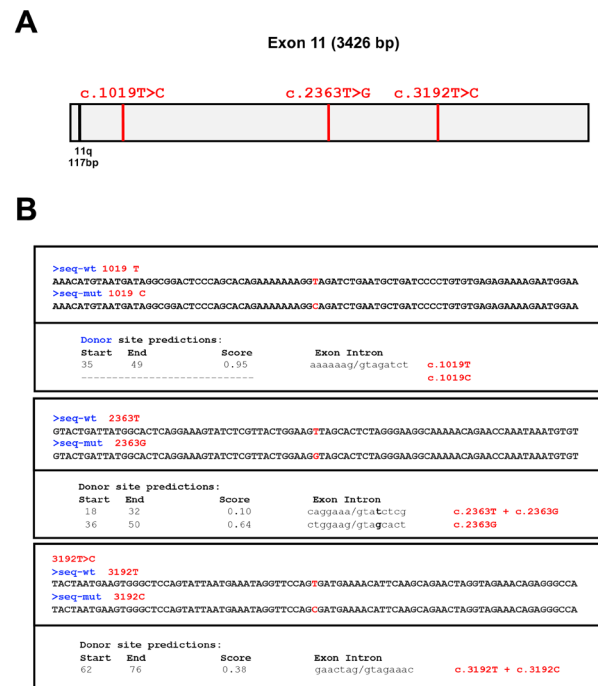 A
Exon 11 (3426 bp)
c.1019T>C c.2363T>G c.3192T>C
11q
117bp
B
>seq-wt 1019 T
AAACATGTAATGATAGGCGGACTCCCAGCACAGAAAAAAAGGTAGATCTGAATGCTGATCCCCTGTGTGAGAGAAAAGAATGGAA
>seq-mut 1019 C
AAACATGTAATGATAGGCGGACTCCCAGCACAGAAAAAAAGGCAGATCTGAATGCTGATCCCCTGTGTGAGAGAAAAGAATGGAA
Donor site predictions:
Start End Score Exon Intron
35 49 0.95 aaaaaag/gtagatct c.1019T
---------------------------- c.1019C
>seq-wt 2363T
GTACTGATTATGGCACTCAGGAAAGTATCTCGTTACTGGAAGTTAGCACTCTAGGGAAGGCAAAAACAGAACCAAATAAATGTGT
>seq-mut 2363G
GTACTGATTATGGCACTCAGGAAAGTATCTCGTTACTGGAAGGTAGCACTCTAGGGAAGGCAAAAACAGAACCAAATAAATGTGT
Donor site predictions:
Start End Score Exon Intron
18 32 0.10 caggaaa/gtatctcg c.2363T + c.2363G
36 50 0.64 ctggaag/gtagcact c.2363G
3192T>C
>seq-wt 3192T
TACTAATGAAGTGGGCTCCAGTATTAATGAAATAGGTTCCAGTGATGAAAACATTCAAGCAGAACTAGGTAGAAACAGAGGGCCA
>seq-mut 3192C
TACTAATGAAGTGGGCTCCAGTATTAATGAAATAGGTTCCAGCGATGAAAACATTCAAGCAGAACTAGGTAGAAACAGAGGGCCA
Donor site predictions:
Start End Score Exon Intron
62 76 0.38 gaactag/gtagaaac c.3192T + c.3192C